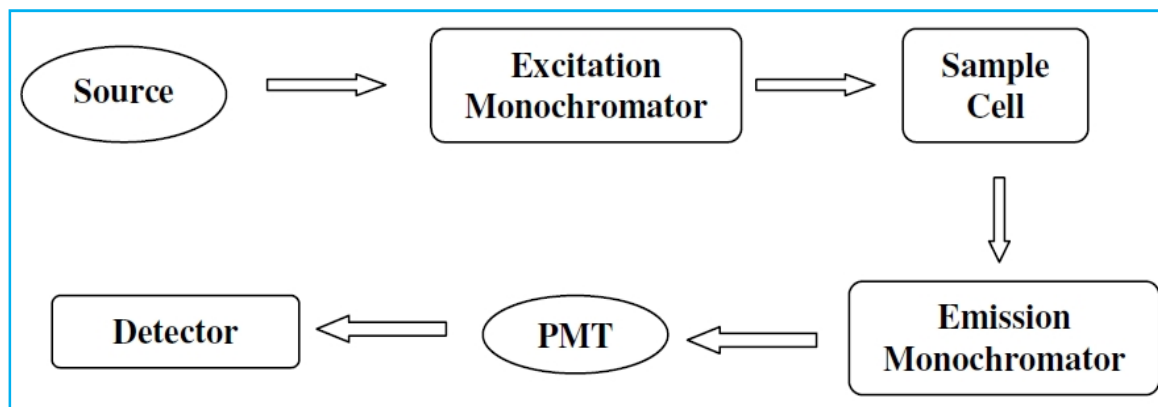 Source
Excitation
Monochromator
Sample
Cell
Emission
Monochromator
PMT
Detector